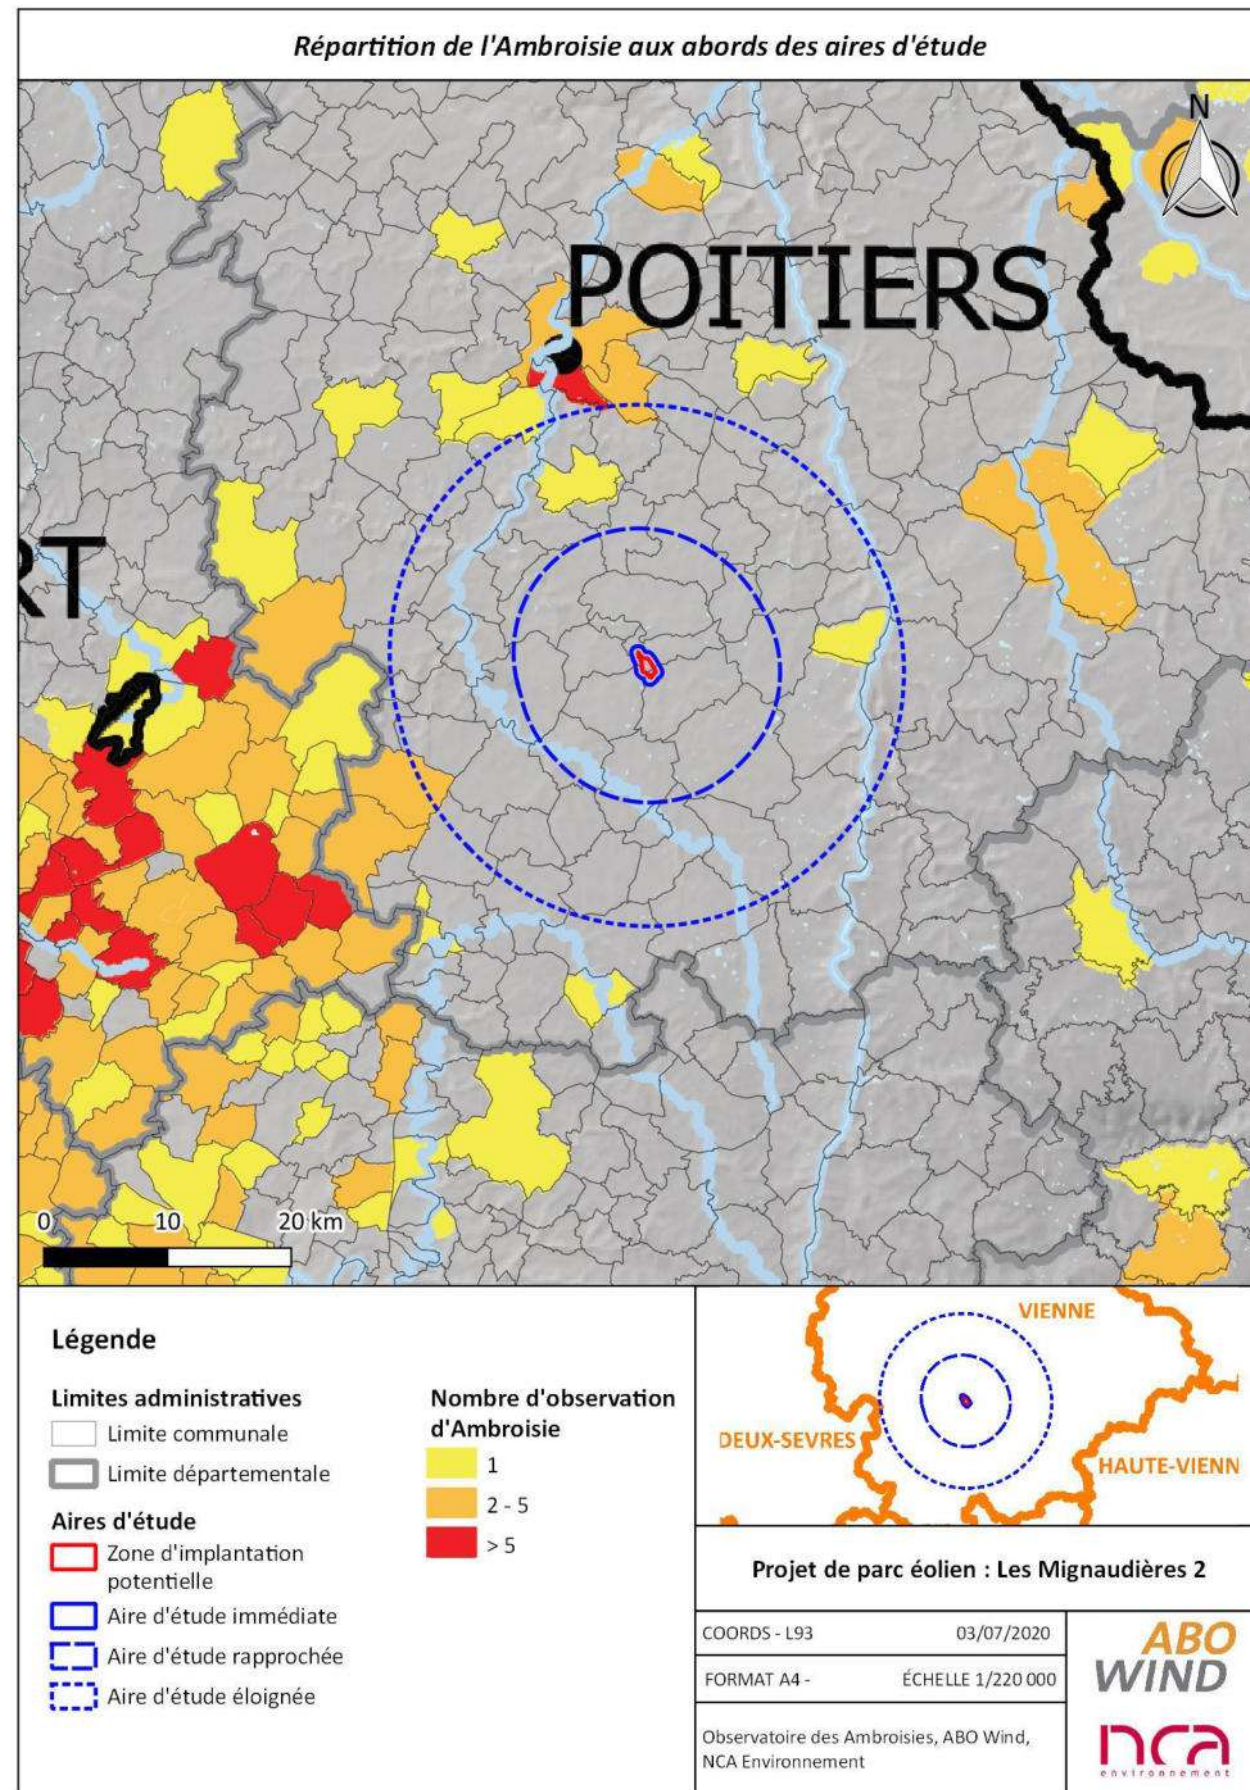 Répartition de l'Ambroisie aux abords des aires d'étude
N
POITIERS
RT
0 10 20 km
Légende
Limites administratives
Limite communale
Limite départementale
Aires d'étude
Zone d'implantation
potentielle
Aire d'étude immédiate
Aire d'étude rapprochée
Aire d'étude éloignée
Nombre d'observation
d'Ambroisie
1
2 - 5
> 5
VIENNE
DEUX-SEVRES
HAUTE-VIENN
Projet de parc éolien : Les Mignaudières 2
COORDS - L93 03/07/2020
FORMAT A4 - ÉCHELLE 1/220 000
Observatoire des Ambroisies, ABO Wind,
NCA Environnement
ABO
WIND
nca
environnement